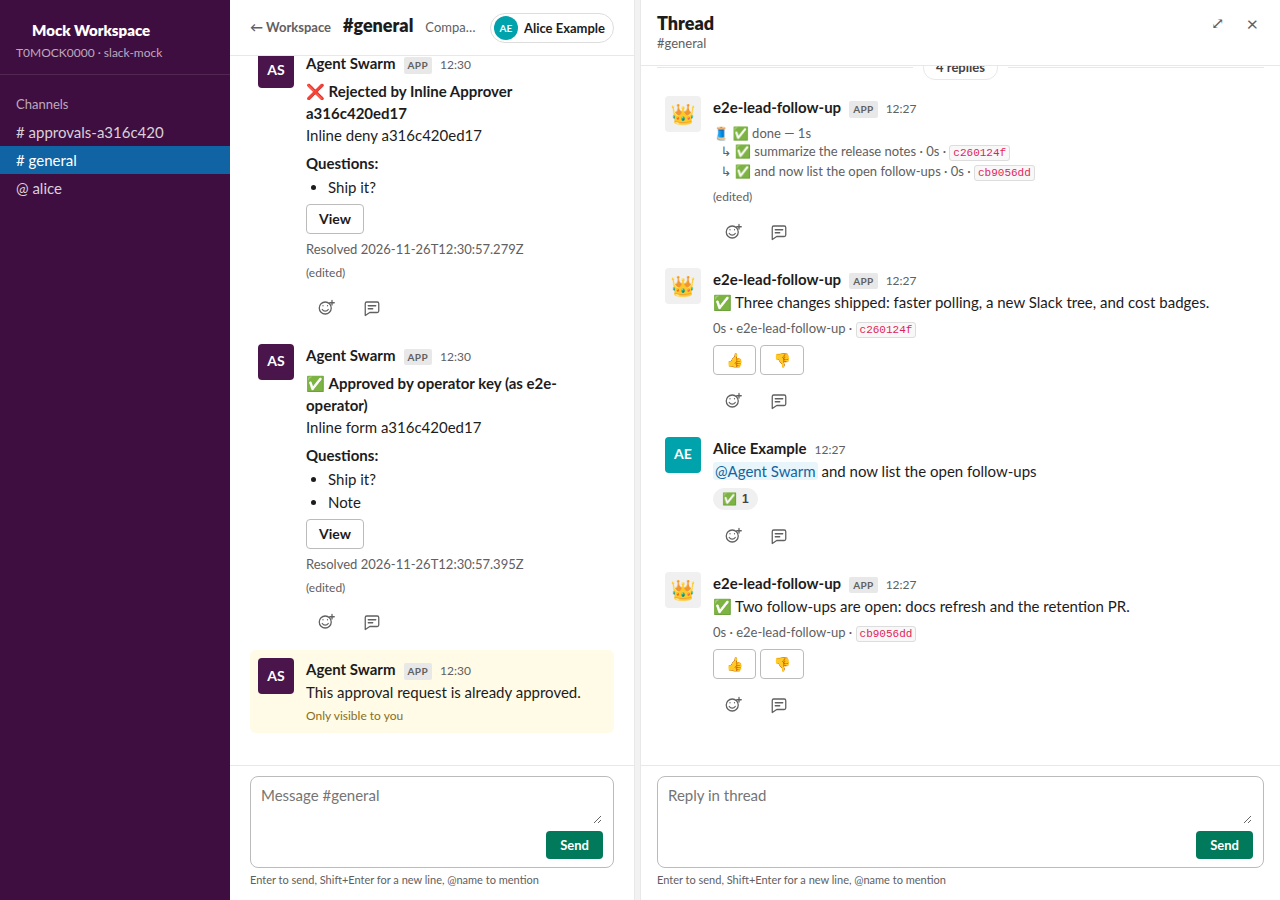 Mock Workspace
T0MOCK0000 · slack-mock
Channels
# approvals-a316c420
# general
@ alice
← Workspace
#general
Compa...
AE
Alice Example
AS
Agent Swarm APP 12:30
❌ Rejected by Inline Approver
a316c420ed17
Inline deny a316c420ed17
Questions:
• Ship it?
View
Resolved 2026-11-26T12:30:57.279Z
(edited)
AS
Agent Swarm APP 12:30
✅ Approved by operator key (as e2e-
operator)
Inline form a316c420ed17
Questions:
• Ship it?
• Note
View
Resolved 2026-11-26T12:30:57.395Z
(edited)
AS
Agent Swarm APP 12:30
This approval request is already approved.
Only visible to you
Message #general
Send
Enter to send, Shift+Enter for a new line, @name to mention
Thread
#general
4 replies
e2e-lead-follow-up APP 12:27
🧵 ✅ done — 1s
↳ ✅ summarize the release notes · 0s · c260124f
↳ ✅ and now list the open follow-ups · 0s · cb9056dd
(edited)
e2e-lead-follow-up APP 12:27
✅ Three changes shipped: faster polling, a new Slack tree, and cost badges.
0s · e2e-lead-follow-up · c260124f
👍 👎
AE
Alice Example 12:27
@Agent Swarm and now list the open follow-ups
✅ 1
e2e-lead-follow-up APP 12:27
✅ Two follow-ups are open: docs refresh and the retention PR.
0s · e2e-lead-follow-up · cb9056dd
👍 👎
Reply in thread
Send
Enter to send, Shift+Enter for a new line, @name to mention